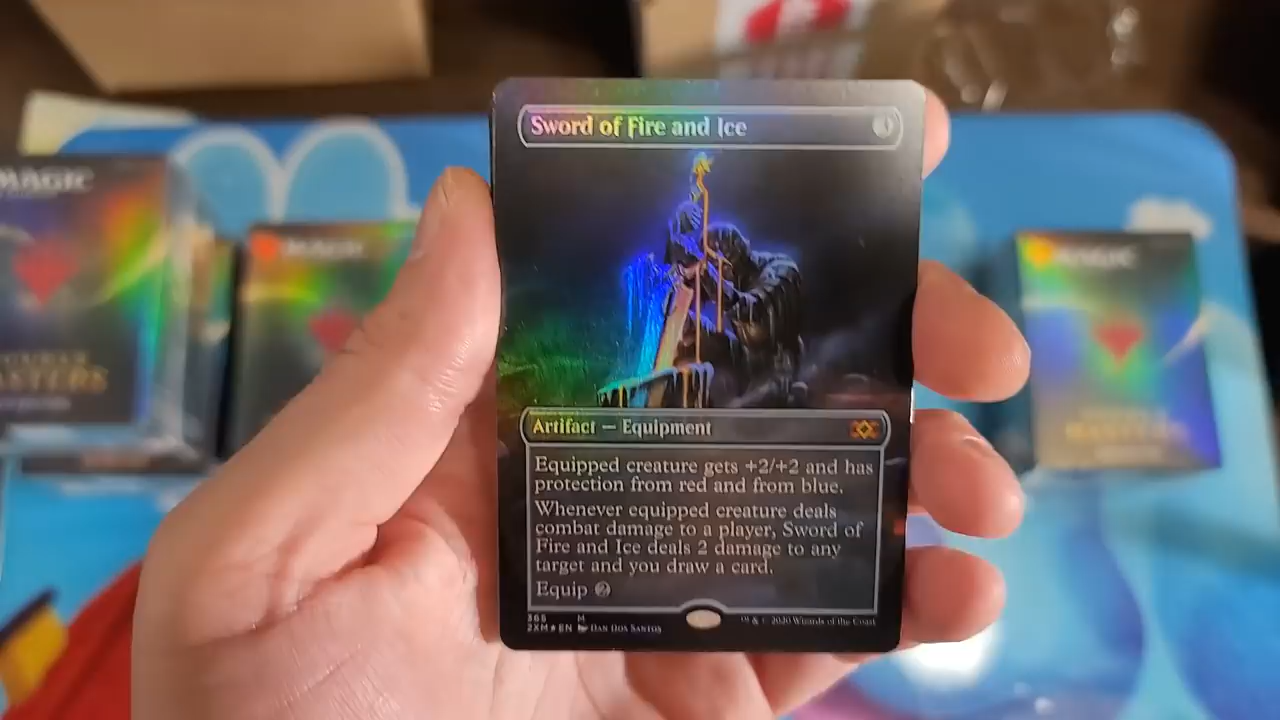 Sword of Fire and Ice
Artifact — Equipment
Equipped creature gets +2/+2 and has
protection from red and from blue.
Whenever equipped creature deals
combat damage to a player, Sword of
Fire and Ice deals 2 damage to any
target and you draw a card.
Equip 2
365 M
2XM★EN DAN DOS SANTOS
™ & © 2020 Wizards of the Coast
MAGIC
MASTERS
MAGIC
MAGIC